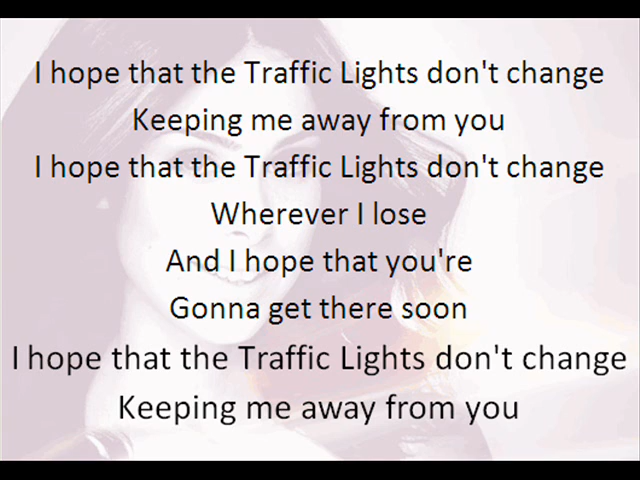 I hope that the Traffic Lights don't change
Keeping me away from you
I hope that the Traffic Lights don't change
Wherever I lose
And I hope that you're
Gonna get there soon
I hope that the Traffic Lights don't change
Keeping me away from you